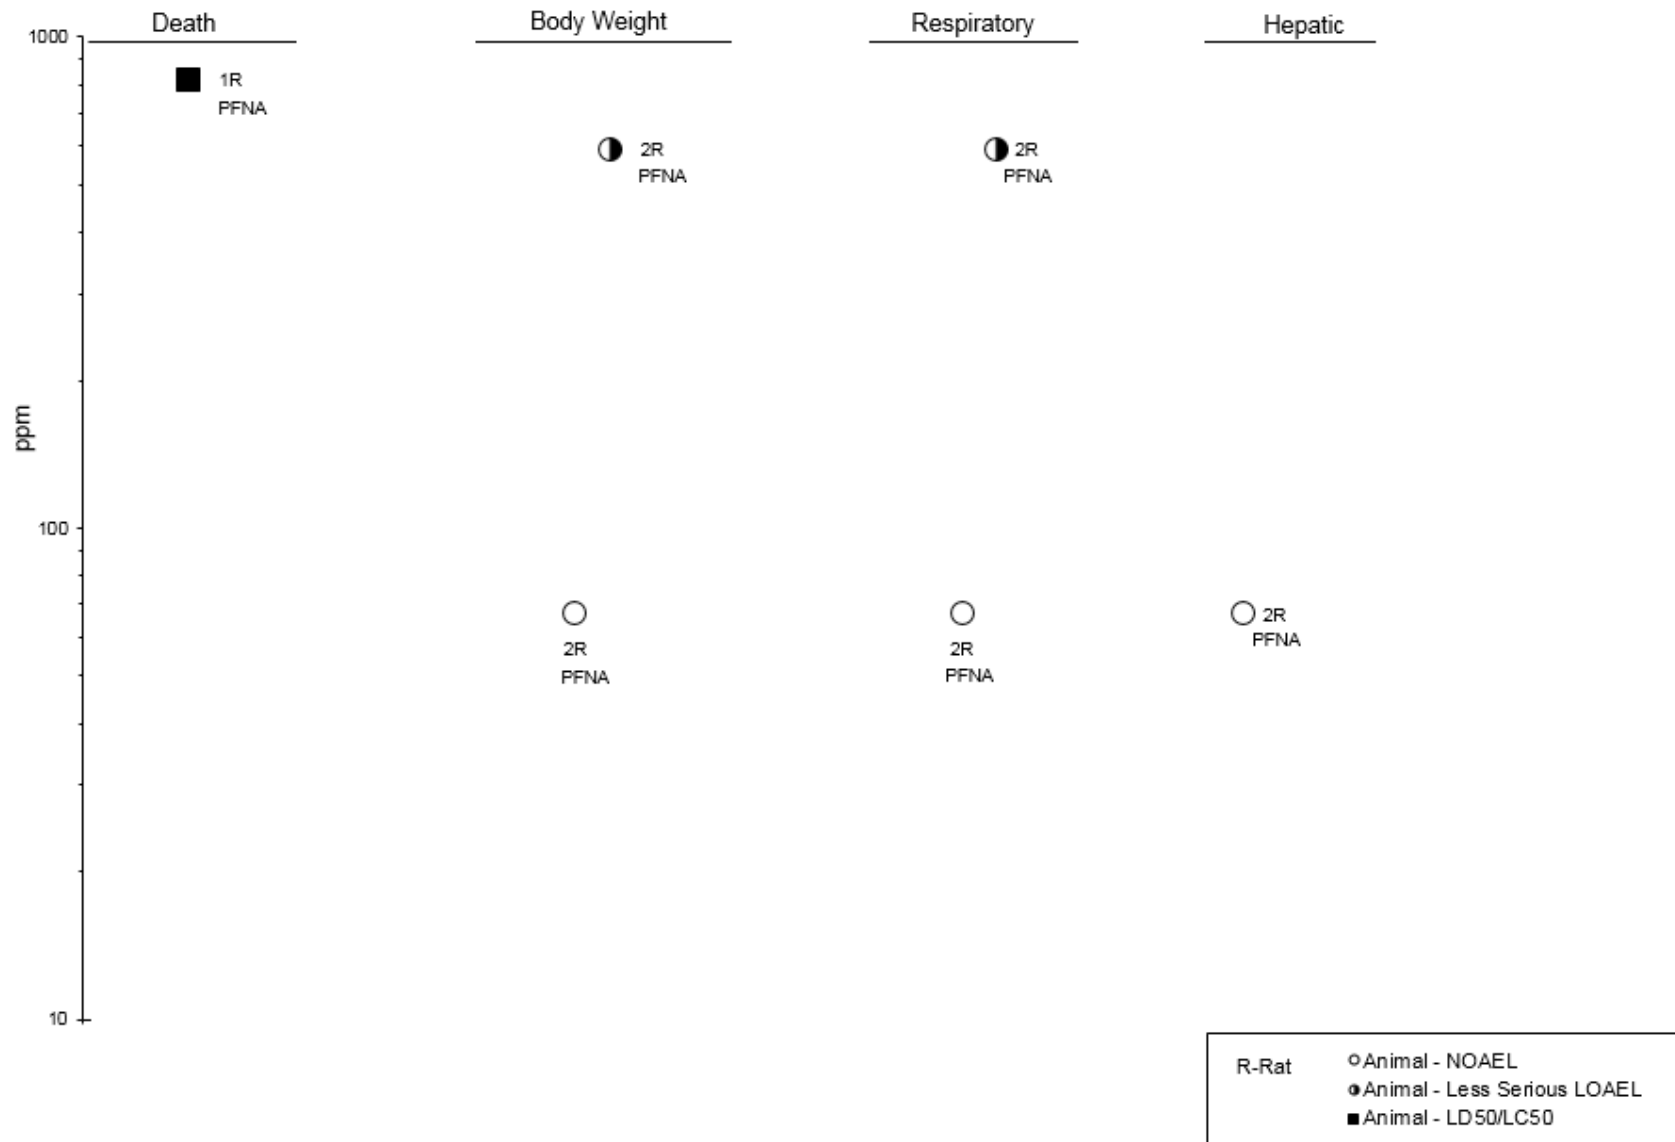 Death
Body Weight
Respiratory
Hepatic
1000
1R
PFNA
2R
PFNA
2R
PFNA
ppm
100
2R
PFNA
2R
PFNA
2R
PFNA
10
R-Rat
Animal - NOAEL
Animal - Less Serious LOAEL
Animal - LD50/LC50